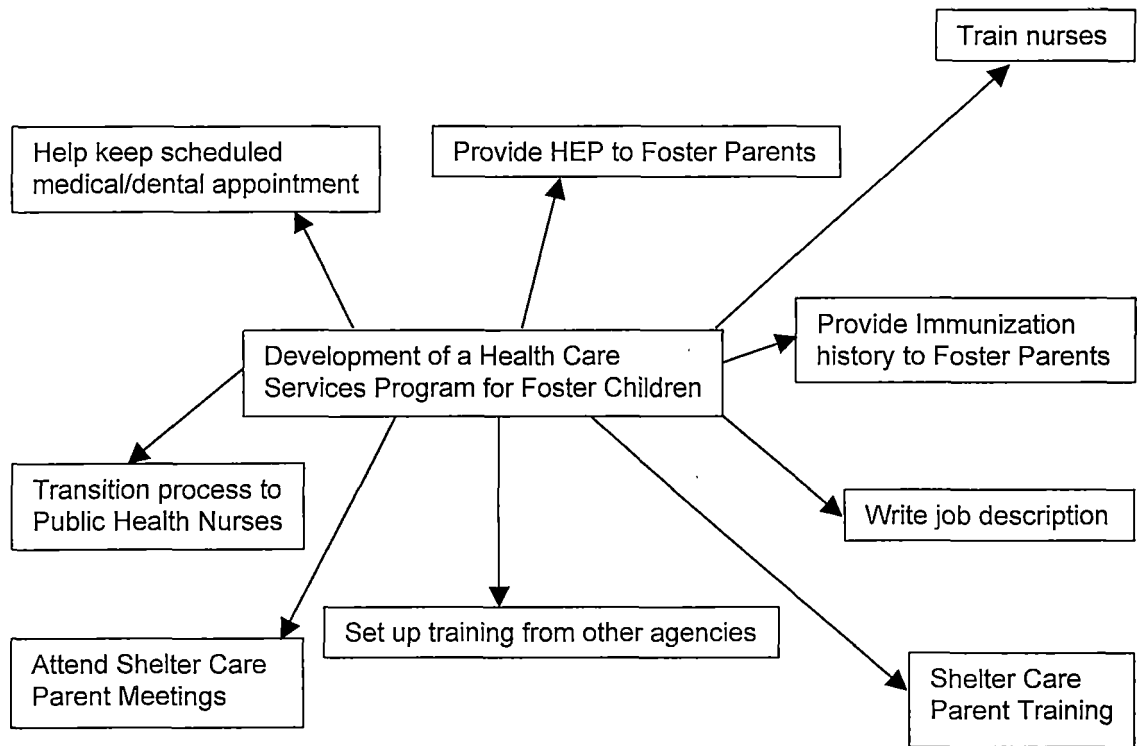 Train nurses
Help keep scheduled
medical/dental appointment
Provide HEP to Foster Parents
Provide Immunization
history to Foster Parents
Development of a Health Care
Services Program for Foster Children
Transition process to
Public Health Nurses
Write job description
Set up training from other agencies
Attend Shelter Care
Parent Meetings
Shelter Care
Parent Training